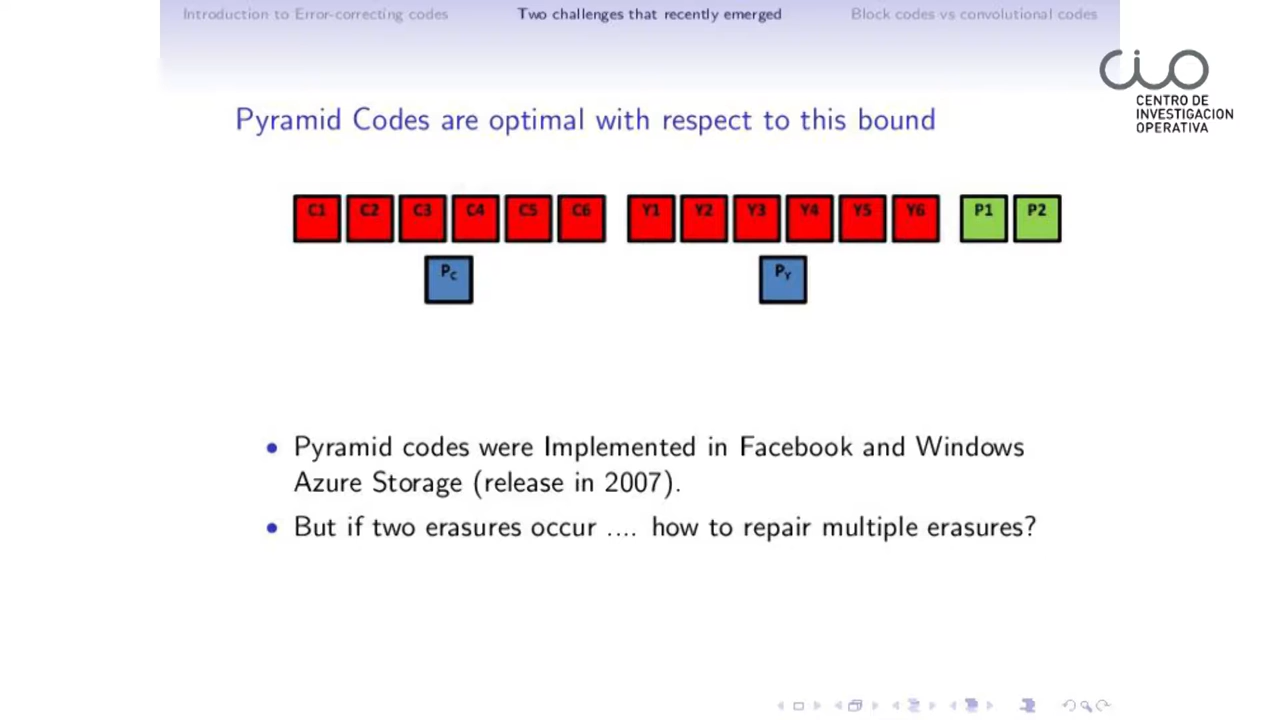 Introduction to Error-correcting codes Two challenges that recently emerged Block codes vs convolutional codes
CIO
CENTRO DE
INVESTIGACION
OPERATIVA
Pyramid Codes are optimal with respect to this bound
C1 C2 C3 C4 C5 C6 Y1 Y2 Y3 Y4 Y5 Y6 P1 P2
PC PY
• Pyramid codes were Implemented in Facebook and Windows
Azure Storage (release in 2007).
• But if two erasures occur .... how to repair multiple erasures?